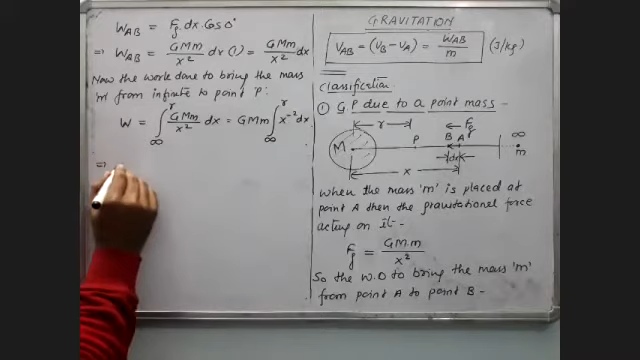 GRAVITATION
V_AB = (V_B - V_A) = W_AB / m (J/kg)
Classification
① G.P due to a point mass -
r F_g
M P B A ∞
dx m
x
When the mass 'm' is placed at
point A then the gravitational force
acting on it -
F_g = GM.m / x²
So the W.D to bring the mass 'm'
from point A to point B -
W_AB = F_g . dx . Cos 0°
⇒ W_AB = GMm / x² dx (1) = GMm / x² dx
Now the work done to bring the mass
'm' from infinite to point 'P':
W = ∫_∞^r GMm / x² dx = GMm ∫_∞^r x⁻² dx
⇒